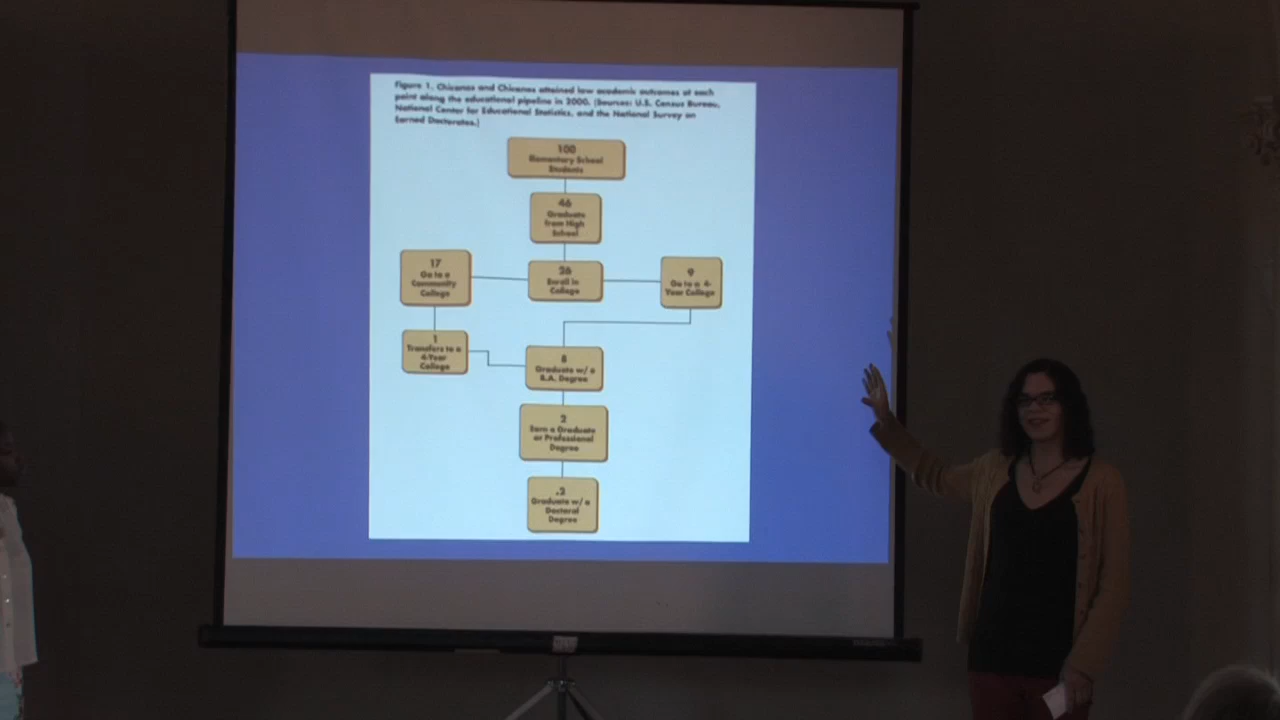 Figure 1. Chicanas and Chicanos attained low academic outcomes at each
point along the educational pipeline in 2000. (Sources: U.S. Census Bureau,
National Center for Educational Statistics, and the National Survey on
Earned Doctorates.)
100
Elementary School
Students
46
Graduate
from High
School
17
Go to a
Community
College
26
Enroll in
College
9
Go to a 4-
Year College
1
Transfers to a
4-Year
College
8
Graduate w/ a
B.A. Degree
2
Earn a Graduate
or Professional
Degree
.2
Graduate w/ a
Doctoral
Degree